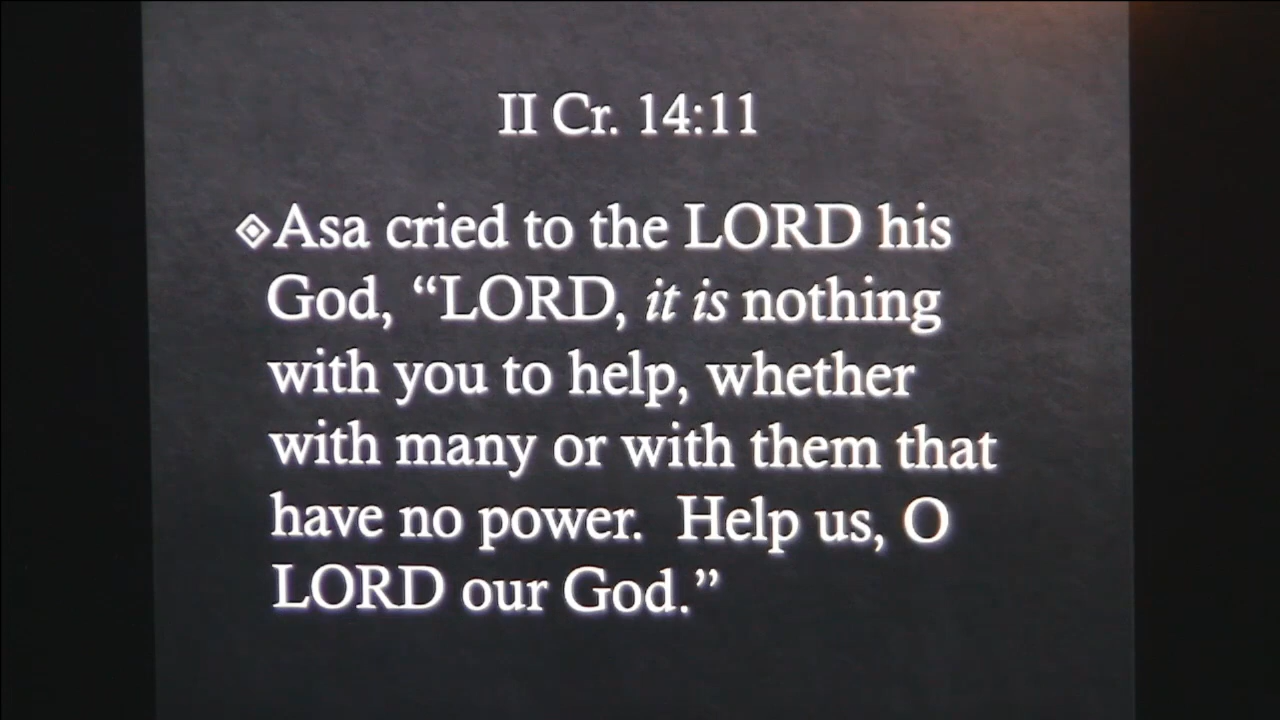 II Cr. 14:11
Asa cried to the LORD his
God, “LORD, it is nothing
with you to help, whether
with many or with them that
have no power.  Help us, O
LORD our God.”